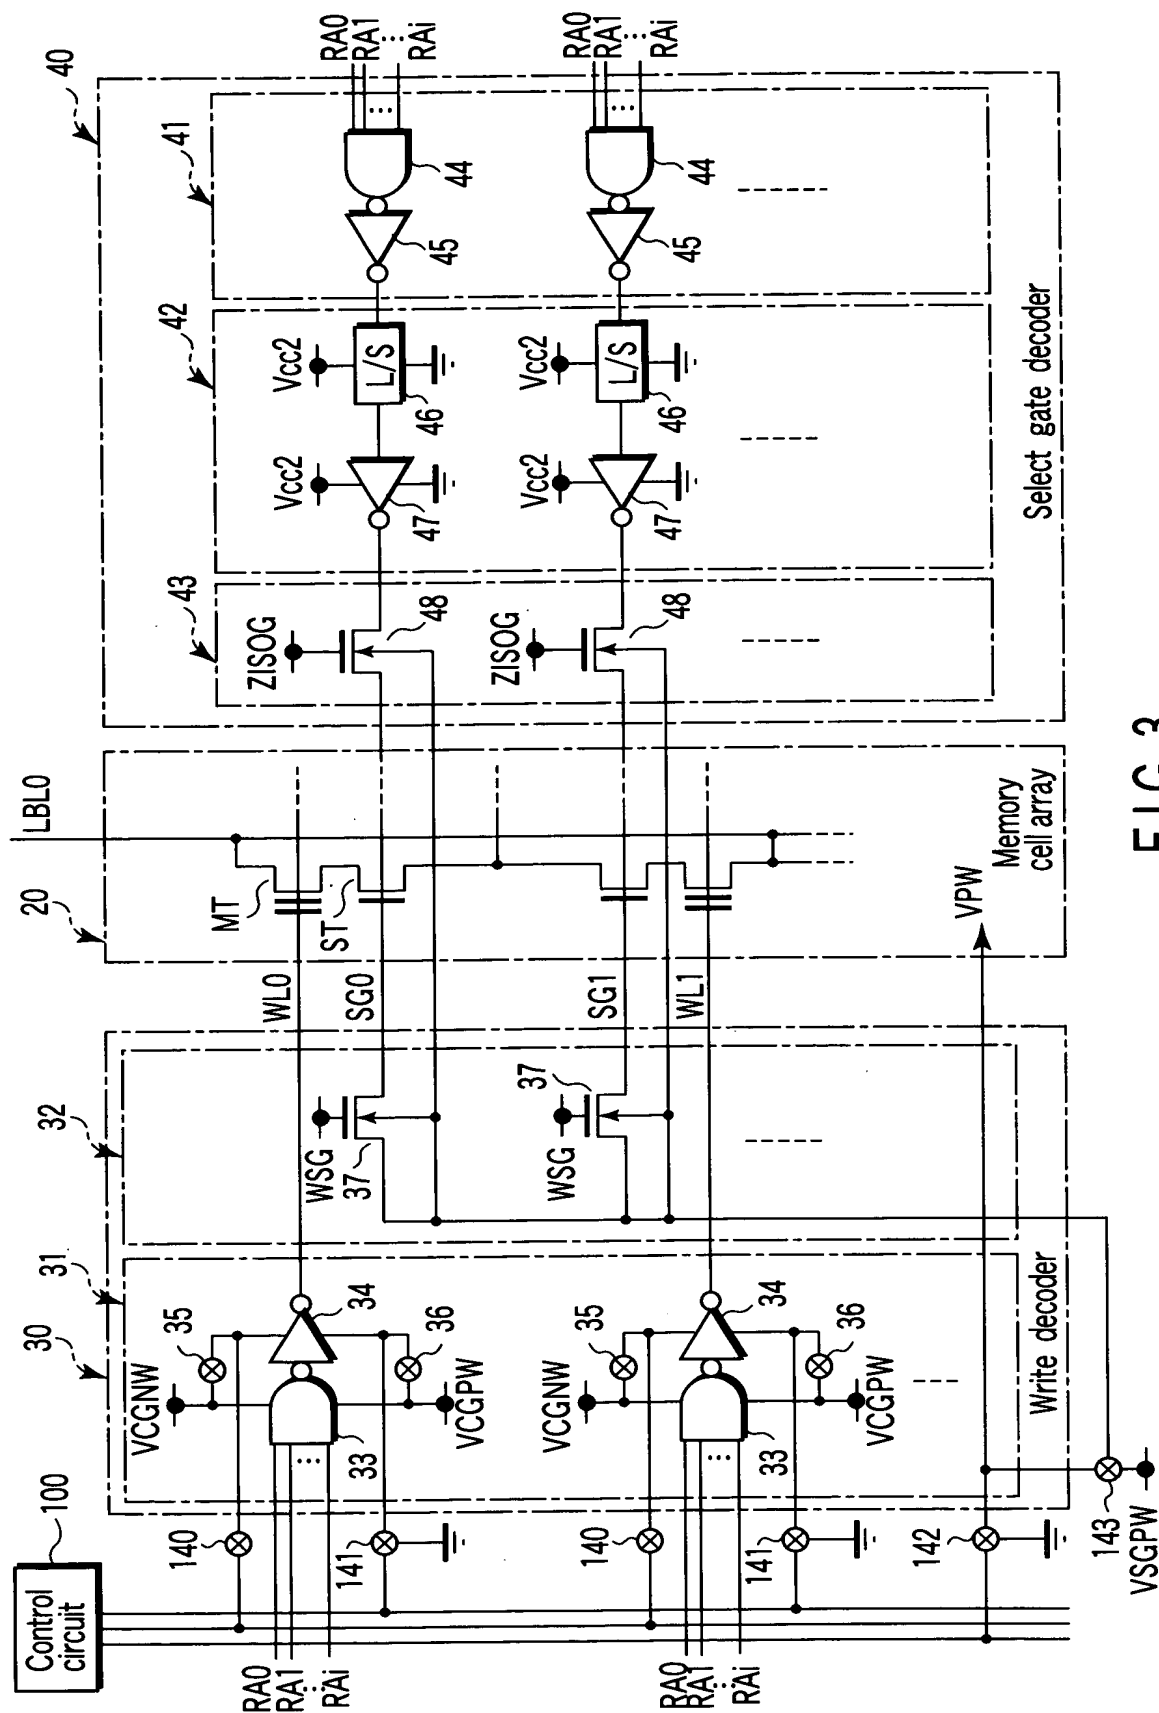 Control
circuit
100
30
31
32
20
43
42
41
40
RA0
RA1
...
RAi
140
141
VCGNW
35
33
34
36
VCGPW
WL0
WSG
37
SG0
MT
ST
LBL0
ZISOG
48
Vcc2
47
Vcc2
L/S
46
45
44
RA0
RA1
...
RAi
RA0
RA1
...
RAi
140
141
VCGNW
35
33
34
36
VCGPW
WSG
37
SG1
WL1
ZISOG
48
Vcc2
47
Vcc2
L/S
46
45
44
RA0
RA1
...
RAi
142
143
VSGPW
VPW
Write decoder
Memory
cell array
Select gate decoder
FIG. 3